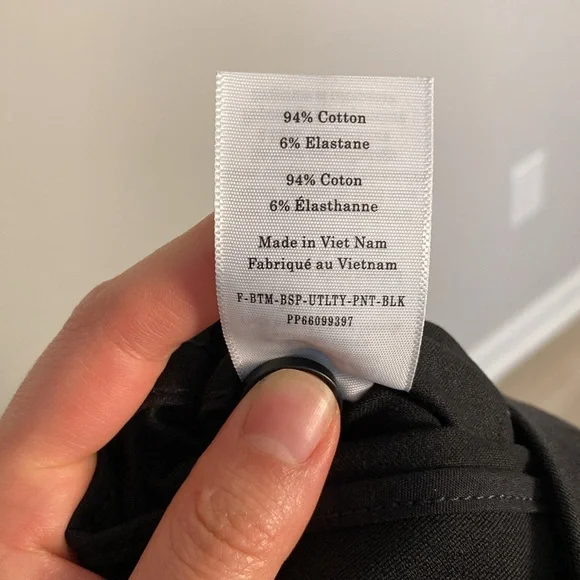 94% Cotton
6% Elastane
94% Coton
6% Élasthanne
Made in Viet Nam
Fabriqué au Vietnam
F-BTM-BSP-UTLTY-PNT-BLK
PP66099397